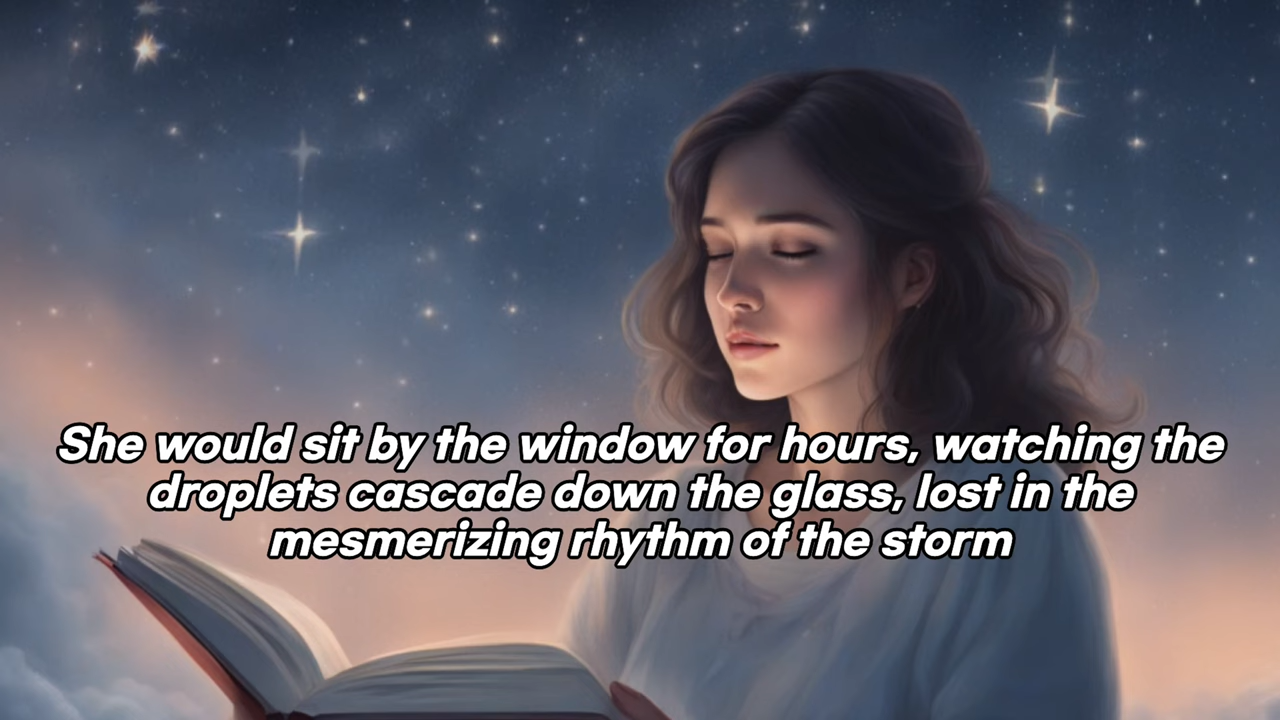 She would sit by the window for hours, watching the
droplets cascade down the glass, lost in the
mesmerizing rhythm of the storm